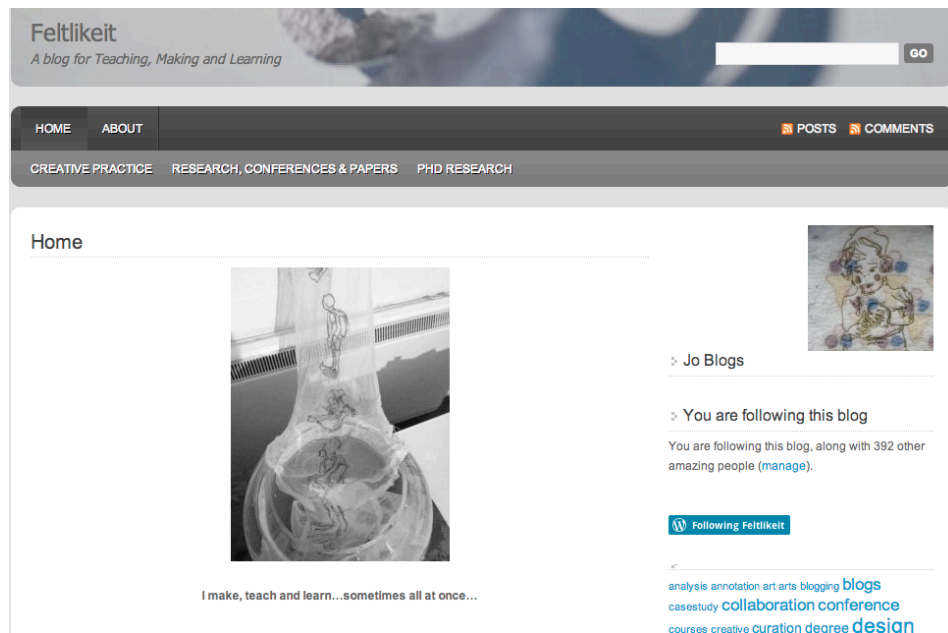 Feltlikeit
A blog for Teaching, Making and Learning
GO
HOME ABOUT
POSTS COMMENTS
CREATIVE PRACTICE RESEARCH, CONFERENCES & PAPERS PHD RESEARCH
Home
I make, teach and learn...sometimes all at once...
Jo Blogs
You are following this blog
You are following this blog, along with 392 other
amazing people (manage).
Following Feltlikeit
analysis annotation art arts blogging blogs
casestudy collaboration conference
courses creative curation degree design